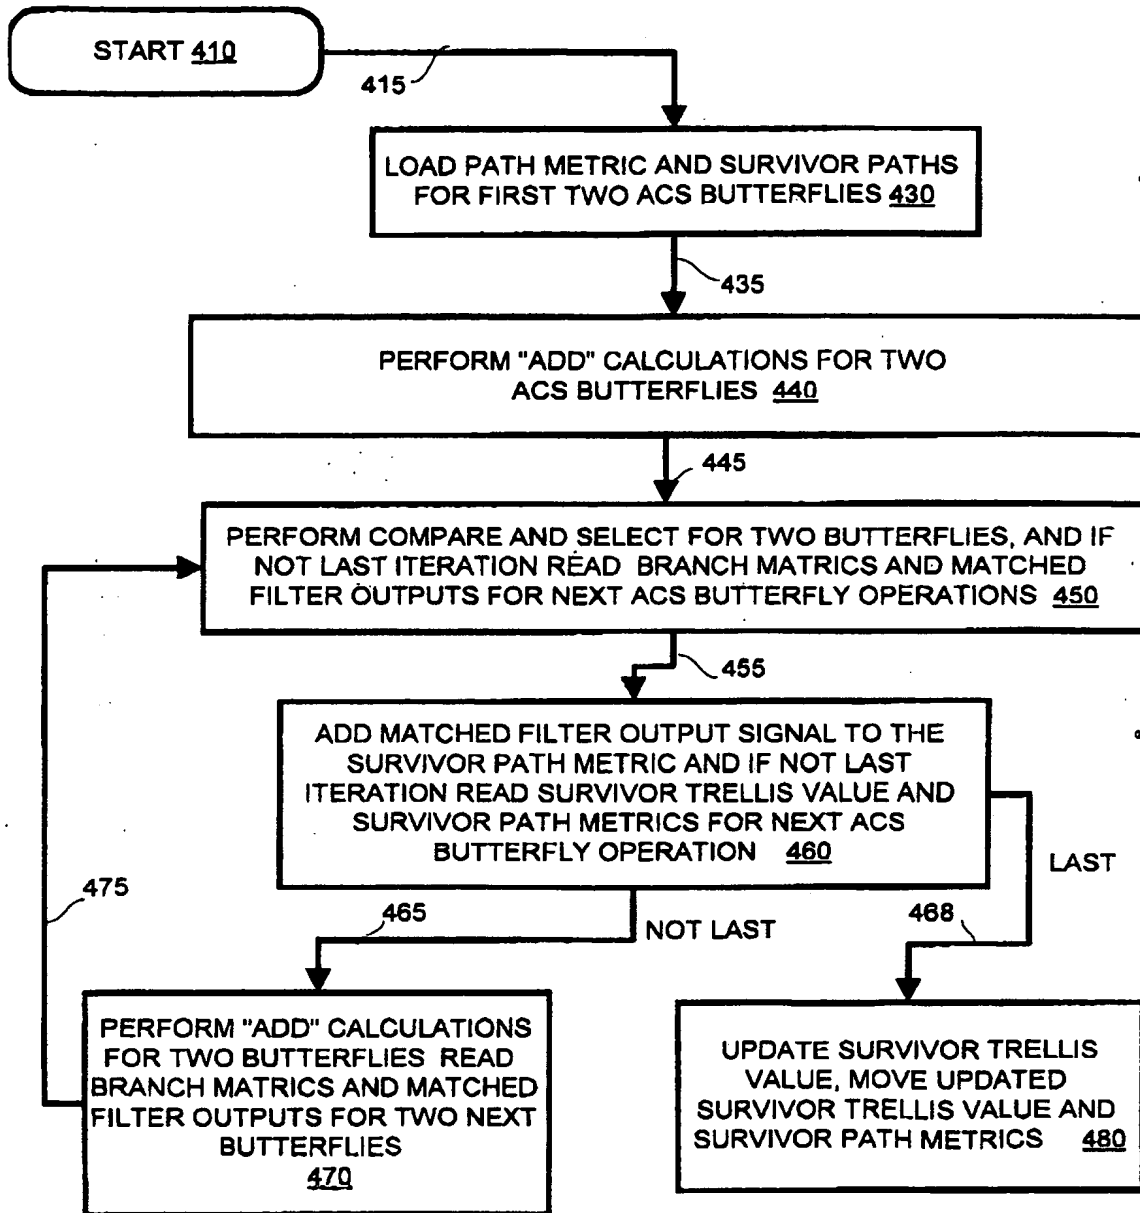 START 410
415
LOAD PATH METRIC AND SURVIVOR PATHS
FOR FIRST TWO ACS BUTTERFLIES 430
435
PERFORM "ADD" CALCULATIONS FOR TWO
ACS BUTTERFLIES 440
445
PERFORM COMPARE AND SELECT FOR TWO BUTTERFLIES, AND IF
NOT LAST ITERATION READ BRANCH MATRICS AND MATCHED
FILTER OUTPUTS FOR NEXT ACS BUTTERFLY OPERATIONS 450
455
ADD MATCHED FILTER OUTPUT SIGNAL TO THE
SURVIVOR PATH METRIC AND IF NOT LAST
ITERATION READ SURVIVOR TRELLIS VALUE AND
SURVIVOR PATH METRICS FOR NEXT ACS
BUTTERFLY OPERATION 460
LAST
475
465
NOT LAST
468
PERFORM "ADD" CALCULATIONS
FOR TWO BUTTERFLIES READ
BRANCH MATRICS AND MATCHED
FILTER OUTPUTS FOR TWO NEXT
BUTTERFLIES
470
UPDATE SURVIVOR TRELLIS
VALUE, MOVE UPDATED
SURVIVOR TRELLIS VALUE AND
SURVIVOR PATH METRICS 480